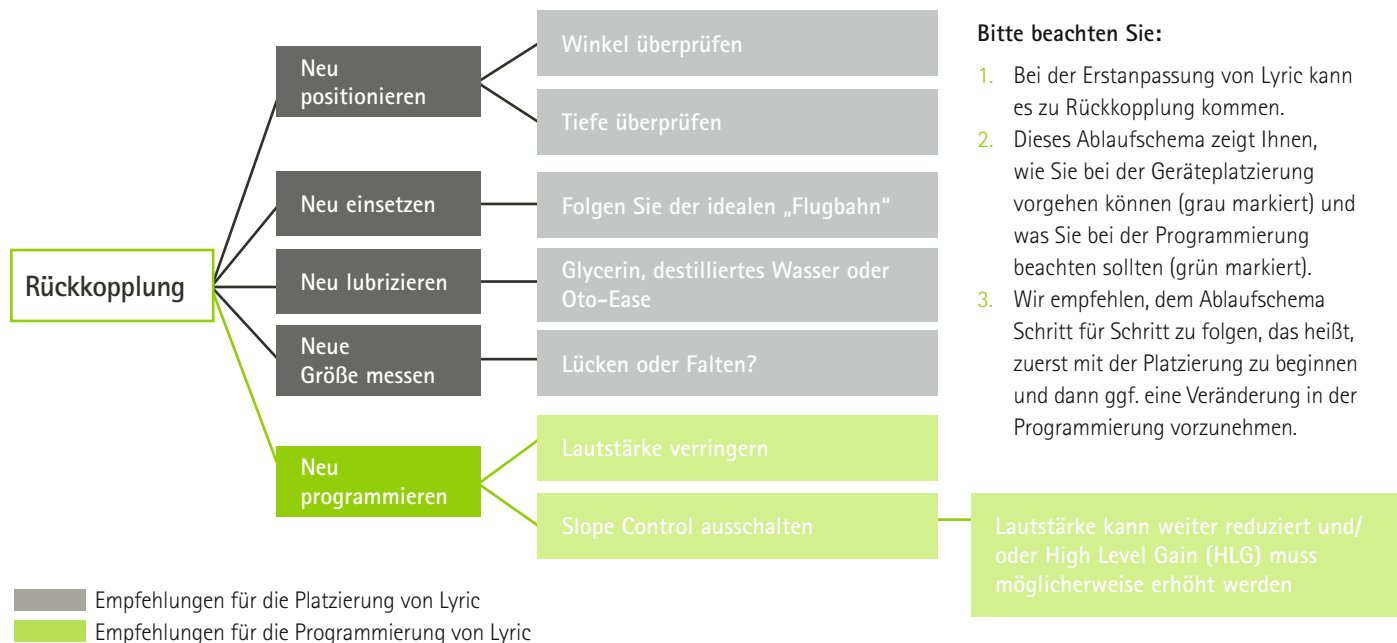 Rückkopplung
Neu
positionieren
Winkel überprüfen
Tiefe überprüfen
Neu einsetzen
Folgen Sie der idealen „Flugbahn“
Neu lubrizieren
Glycerin, destilliertes Wasser oder
Oto-Ease
Neue
Größe messen
Lücken oder Falten?
Neu
programmieren
Lautstärke verringern
Slope Control ausschalten
Lautstärke kann weiter reduziert und/
oder High Level Gain (HLG) muss
möglicherweise erhöht werden
Bitte beachten Sie:
1. Bei der Erstanpassung von Lyric kann
es zu Rückkopplung kommen.
2. Dieses Ablaufschema zeigt Ihnen,
wie Sie bei der Geräteplatzierung
vorgehen können (grau markiert) und
was Sie bei der Programmierung
beachten sollten (grün markiert).
3. Wir empfehlen, dem Ablaufschema
Schritt für Schritt zu folgen, das heißt,
zuerst mit der Platzierung zu beginnen
und dann ggf. eine Veränderung in der
Programmierung vorzunehmen.
Empfehlungen für die Platzierung von Lyric
Empfehlungen für die Programmierung von Lyric